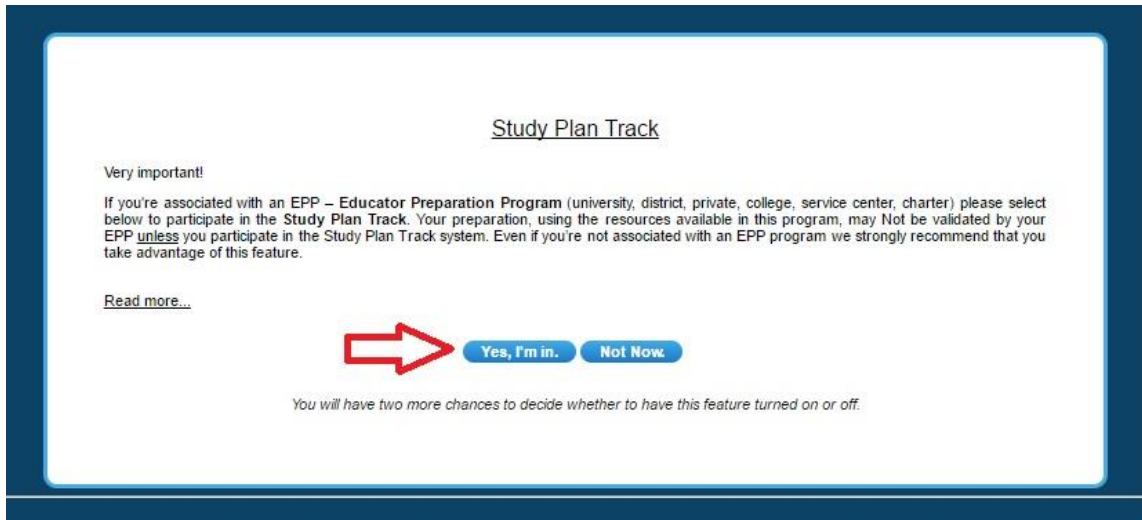 Study Plan Track
Very important!
If you're associated with an EPP – Educator Preparation Program (university, district, private, college, service center, charter) please select
below to participate in the Study Plan Track. Your preparation, using the resources available in this program, may Not be validated by your
EPP unless you participate in the Study Plan Track system. Even if you're not associated with an EPP program we strongly recommend that you
take advantage of this feature.
Read more...
Yes, I'm in. Not Now.
You will have two more chances to decide whether to have this feature turned on or off.